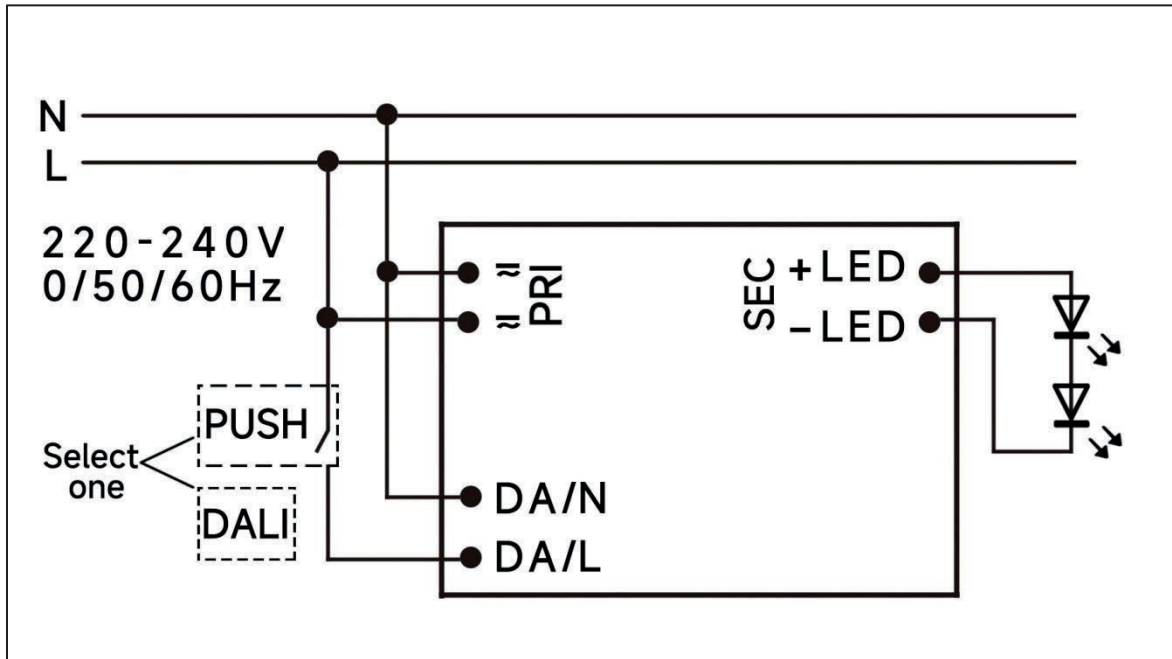 N
L
220-240V
0/50/60Hz
PRI
SEC
+LED
-LED
PUSH
Select
one
DALI
DA/N
DA/L